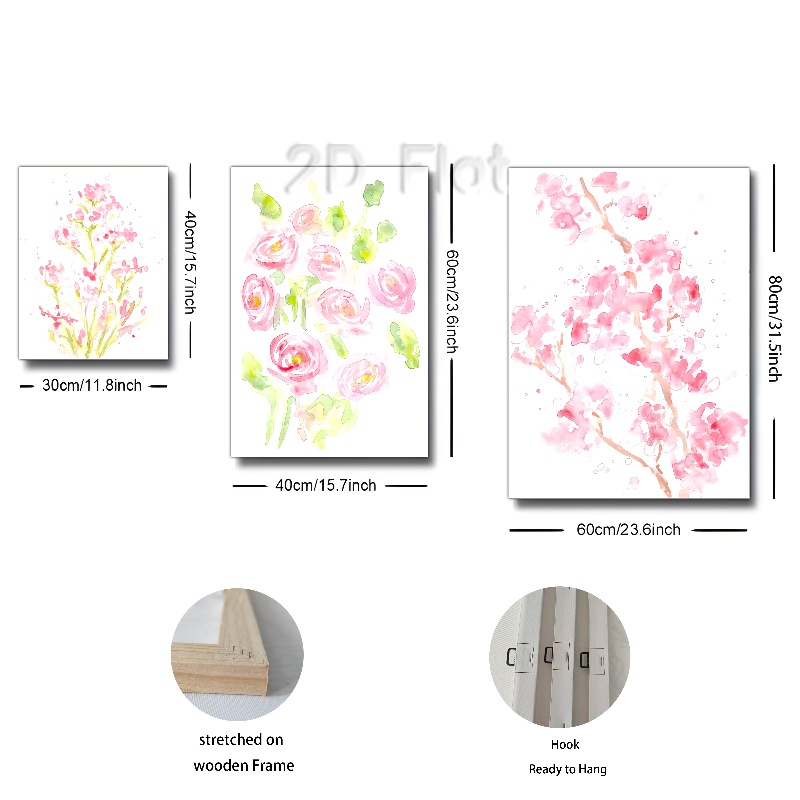 2D Flat
40cm/15.7inch
60cm/23.6inch
80cm/31.5inch
30cm/11.8inch
40cm/15.7inch
60cm/23.6inch
stretched on
wooden Frame
Hook
Ready to Hang